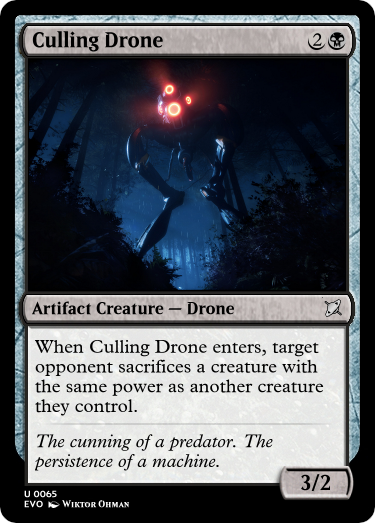 Culling Drone
2
Artifact Creature — Drone
When Culling Drone enters, target
opponent sacrifices a creature with
the same power as another creature
they control.
The cunning of a predator. The
persistence of a machine.
3/2
U 0065
EVO Wiktor Ohman